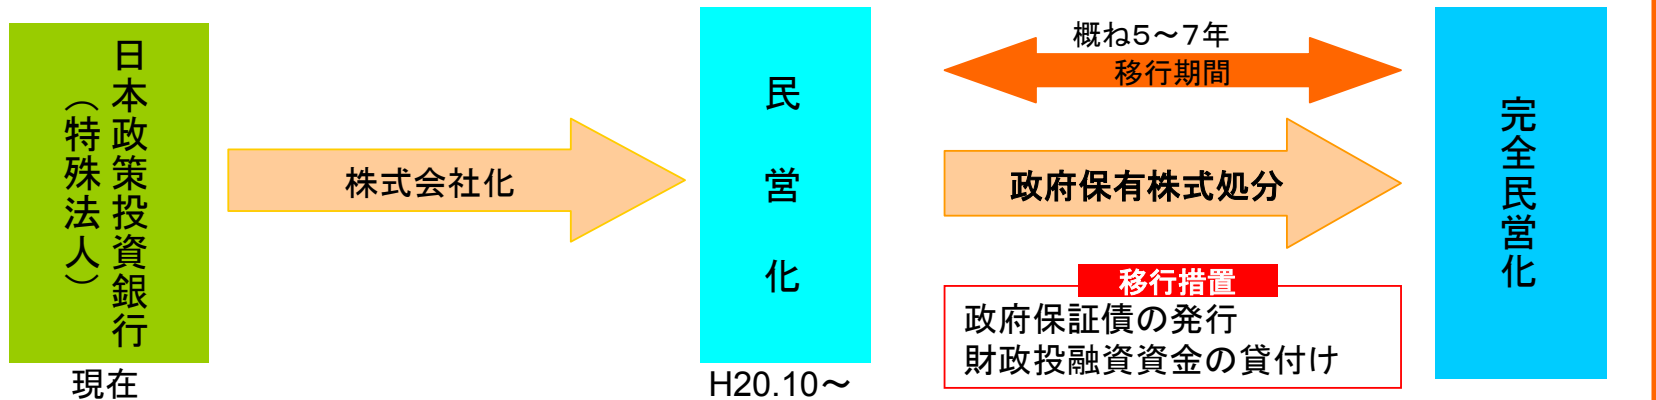 日本政策投資銀行
（特殊法人）
現在
株式会社化
民営化
H20.10～
概ね５～７年
移行期間
政府保有株式処分
移行措置
政府保証債の発行
財政投融資資金の貸付け
完全民営化